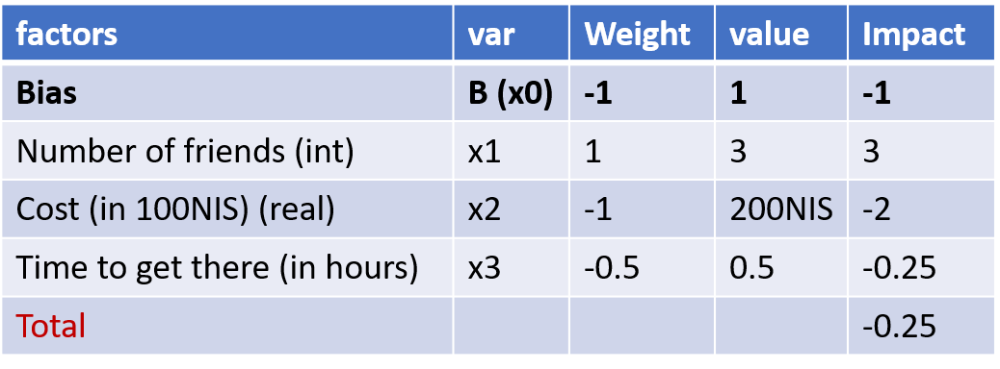 factors var Weight value Impact
Bias B (x0) -1 1 -1
Number of friends (int) x1 1 3 3
Cost (in 100NIS) (real) x2 -1 200NIS -2
Time to get there (in hours) x3 -0.5 0.5 -0.25
Total -0.25